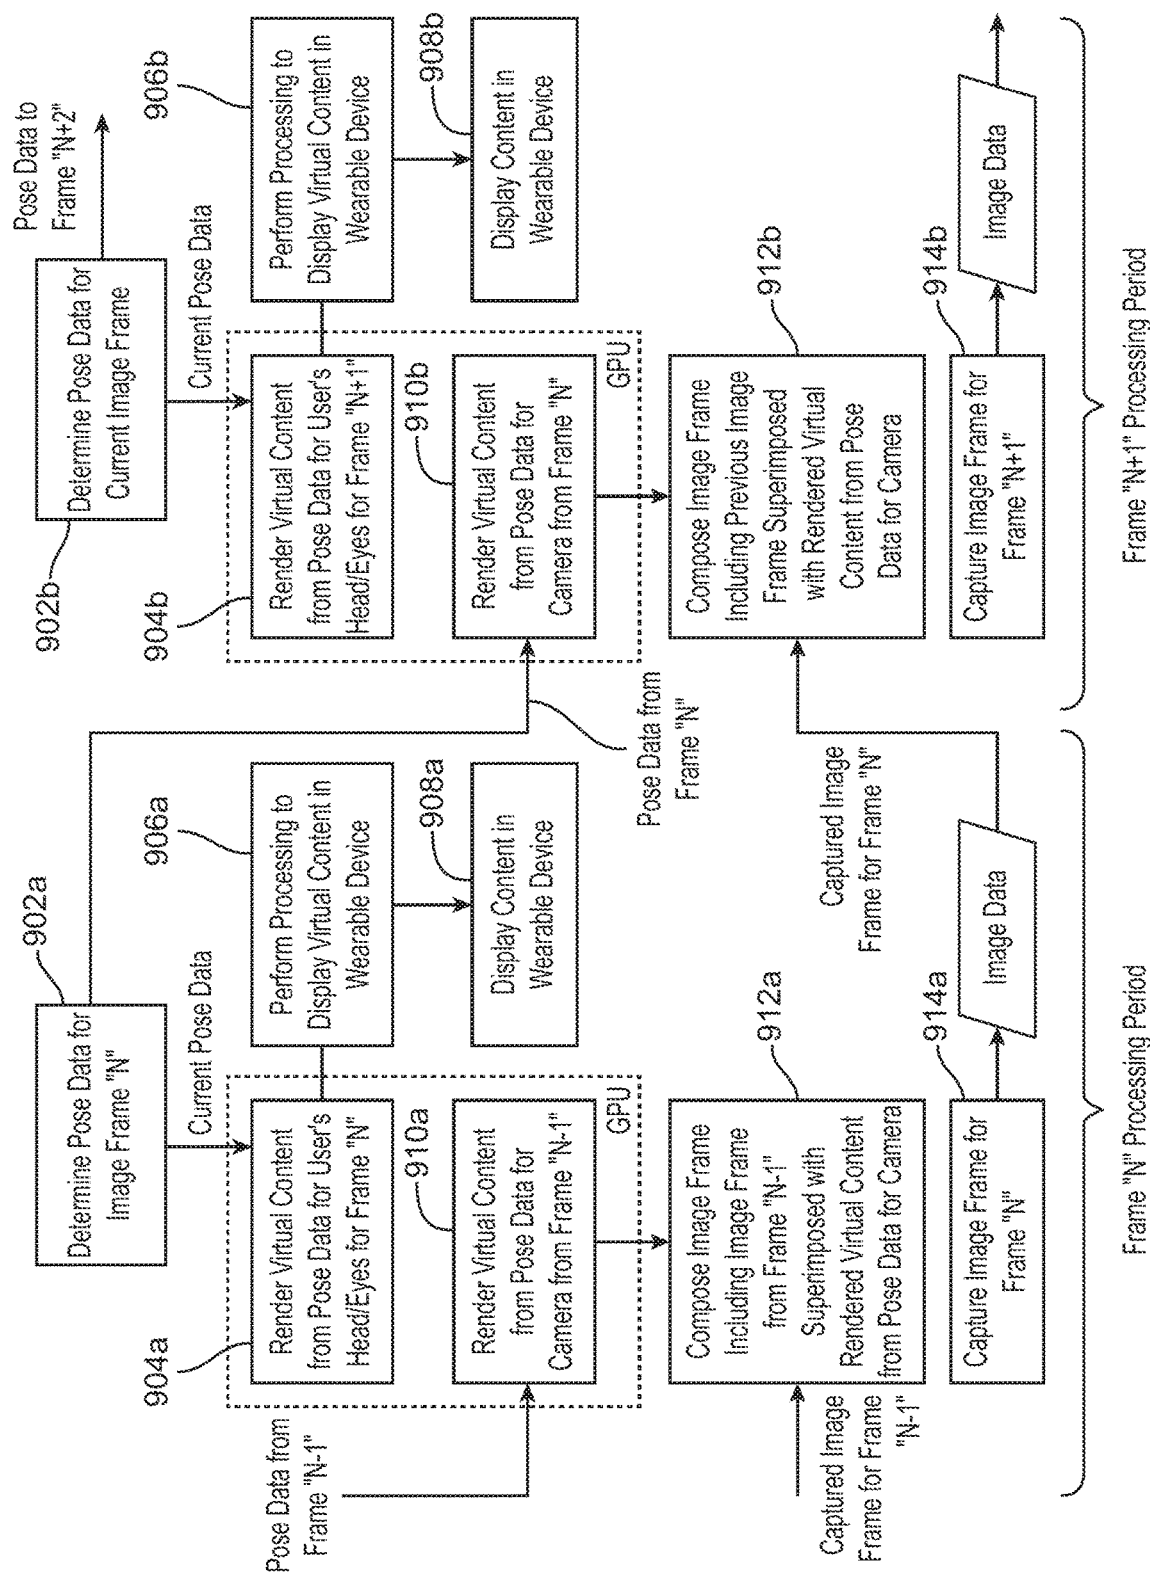 902a
Determine Pose Data for
Image Frame "N"
Current Pose Data
904a
Render Virtual Content
from Pose Data for User's
Head/Eyes for Frame "N"
906a
Perform Processing to
Display Virtual Content in
Wearable Device
908a
Display Content in
Wearable Device
Pose Data from
Frame "N-1"
910a
Render Virtual Content
from Pose Data for
Camera from Frame "N-1"
GPU
912a
Compose Image Frame
Including Image Frame
from Frame "N-1"
Superimposed with
Rendered Virtual Content
from Pose Data for Camera
Captured Image
Frame for Frame
"N-1"
914a
Capture Image Frame for
Frame "N"
Image Data
Frame "N" Processing Period
902b
Determine Pose Data for
Current Image Frame
Pose Data to
Frame "N+2"
Current Pose Data
904b
Render Virtual Content
from Pose Data for User's
Head/Eyes for Frame "N+1"
906b
Perform Processing to
Display Virtual Content in
Wearable Device
908b
Display Content in
Wearable Device
Pose Data from
Frame "N"
910b
Render Virtual Content
from Pose Data for
Camera from Frame "N"
GPU
912b
Compose Image Frame
Including Previous Image
Frame Superimposed
with Rendered Virtual
Content from Pose
Data for Camera
Captured Image
Frame for Frame "N"
914b
Capture Image Frame for
Frame "N+1"
Image Data
Frame "N+1" Processing Period